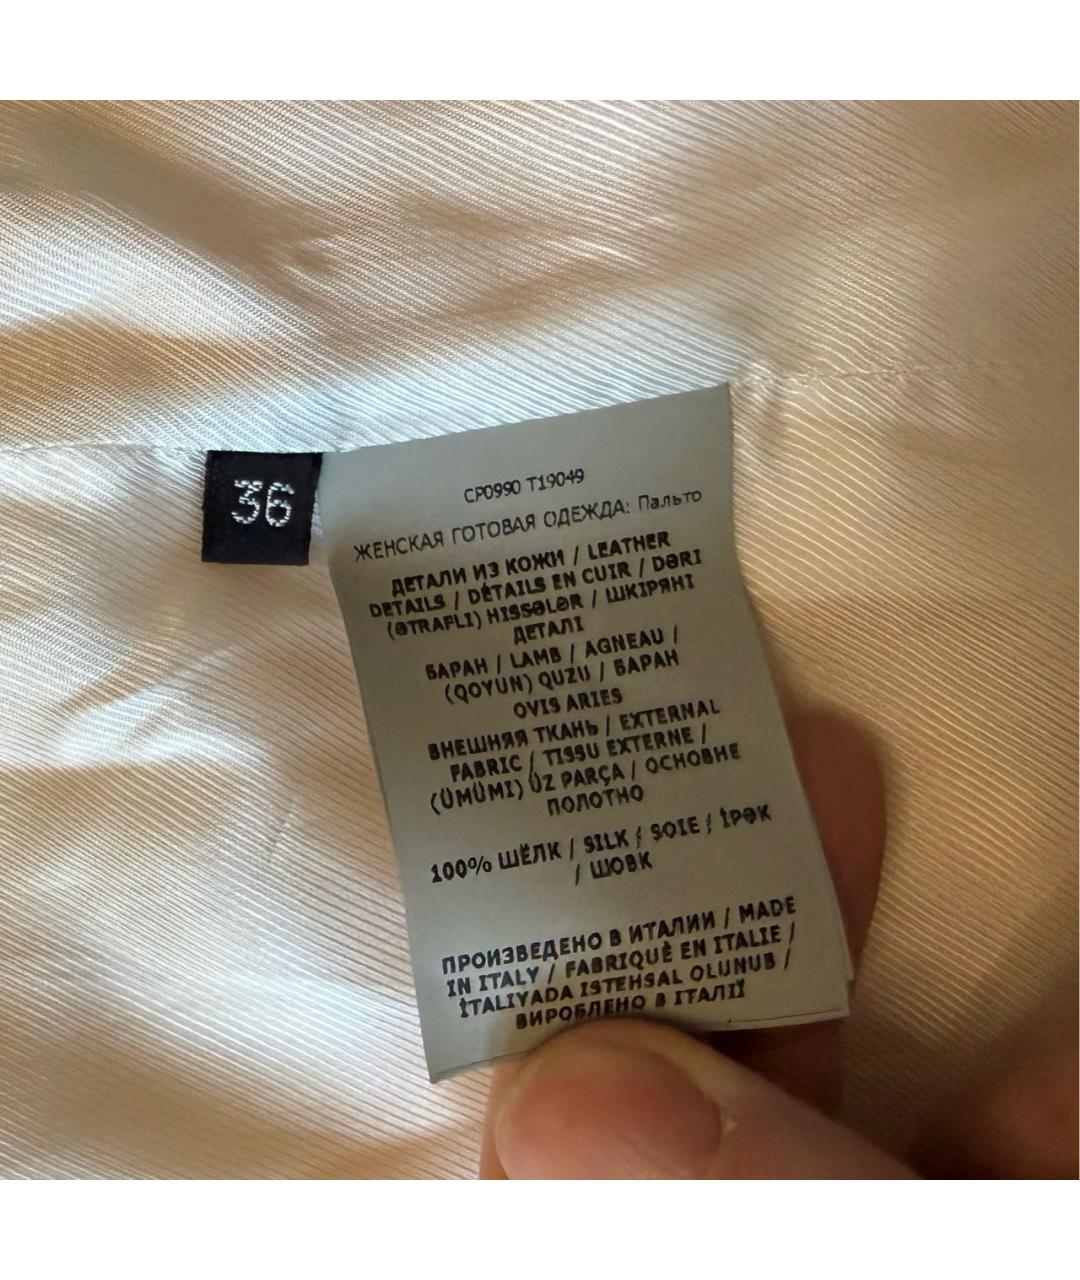 36
CP0990 T19049
ЖЕНСКАЯ ГОТОВАЯ ОДЕЖДА: Пальто
ДЕТАЛИ ИЗ КОЖИ / LEATHER
DETAILS / DÉTAILS EN CUIR / DƏRI
(ƏTRAFLI) HISSƏLƏR / ШКІРЯНІ
ДЕТАЛІ
БАРАН / LAMB / AGNEAU /
(QOYUN) QUZU / БАРАН
OVIS ARIES
ВНЕШНЯЯ ТКАНЬ / EXTERNAL
FABRIC / TISSU EXTERNE /
(ÜMÜMI) ÜZ PARÇA / ОСНОВНЕ
ПОЛОТНО
100% ШЁЛК / SILK / SOIE / İPƏK
/ ШОВК
ПРОИЗВЕДЕНО В ИТАЛИИ / MADE
IN ITALY / FABRIQUÈ EN ITALIE /
İTALIYADA ISTEHSAL OLUNUB /
ВИРОБЛЕНО В ІТАЛІЇ